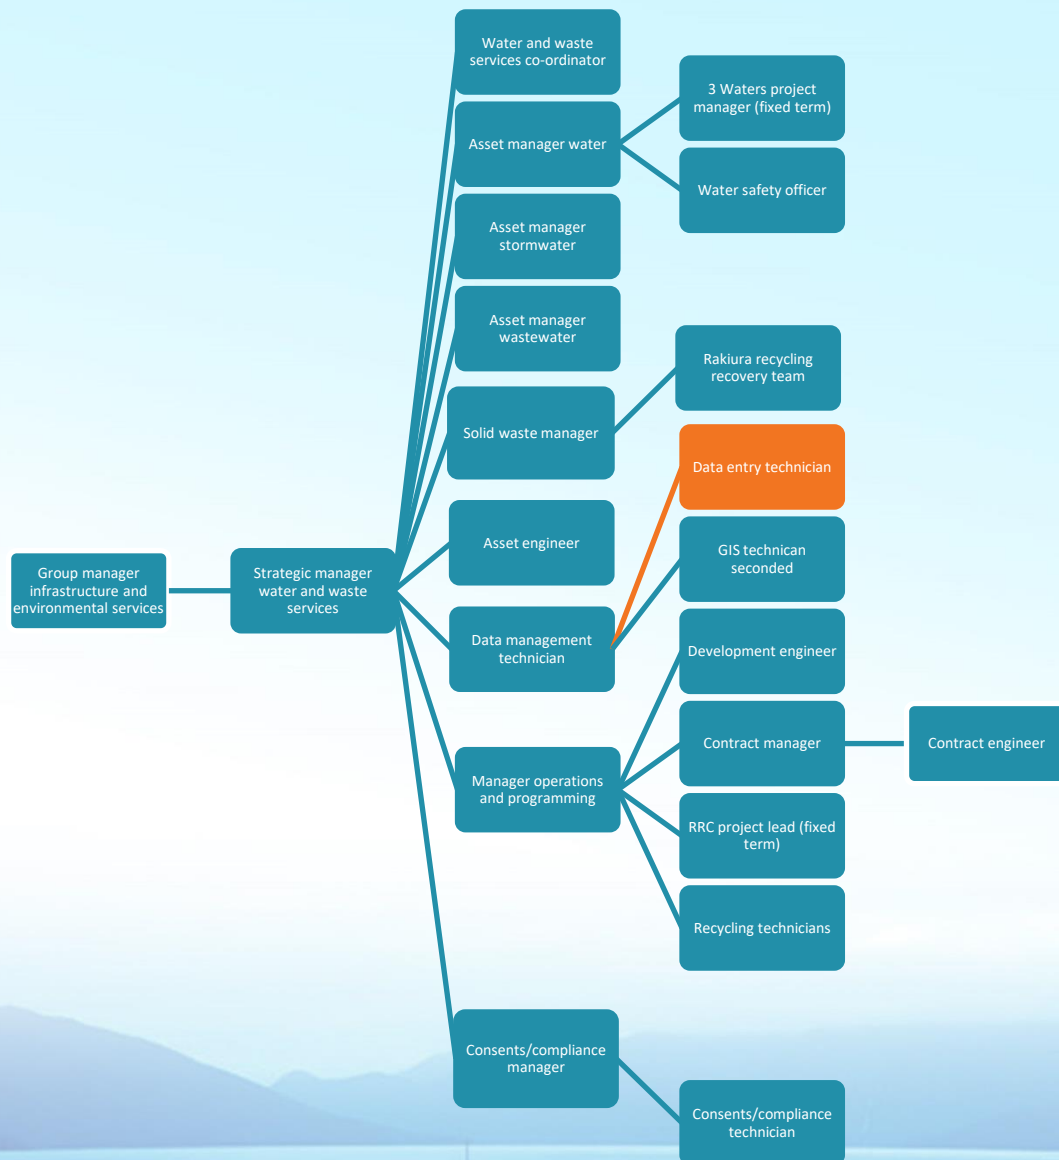 Water and waste
services co-ordinator
3 Waters project
manager (fixed term)
Asset manager water
Water safety officer
Asset manager
stormwater
Asset manager
wastewater
Rakiura recycling
recovery team
Solid waste manager
Data entry technician
Asset engineer
GIS technican
seconded
Group manager
infrastructure and
environmental services
Strategic manager
water and waste
services
Data management
technician
Development engineer
Contract manager
Contract engineer
Manager operations
and programming
RRC project lead (fixed
term)
Recycling technicians
Consents/compliance
manager
Consents/compliance
technician